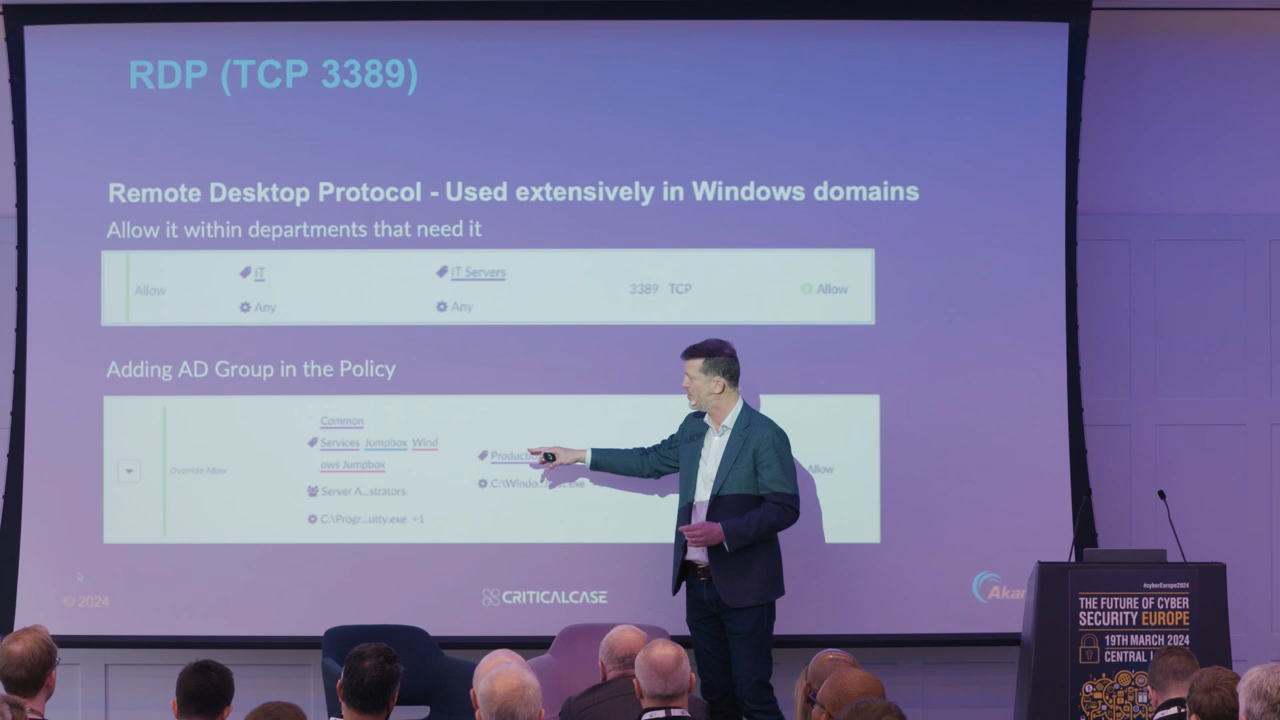 RDP (TCP 3389)
Remote Desktop Protocol - Used extensively in Windows domains
Allow it within departments that need it
Allow
IT
IT Servers
3389 TCP
Allow
Any
Any
Adding AD Group in the Policy
Common
Services Jumpbox Wind
ows Jumpbox
Override Allow
Server A...strators
C:\Progr...utty.exe +1
C:\Windo...
Allow
© 2024
CRITICALCASE
#cyberEurope2024
THE FUTURE OF CYBER
SECURITY EUROPE
19TH MARCH 2024
CENTRAL